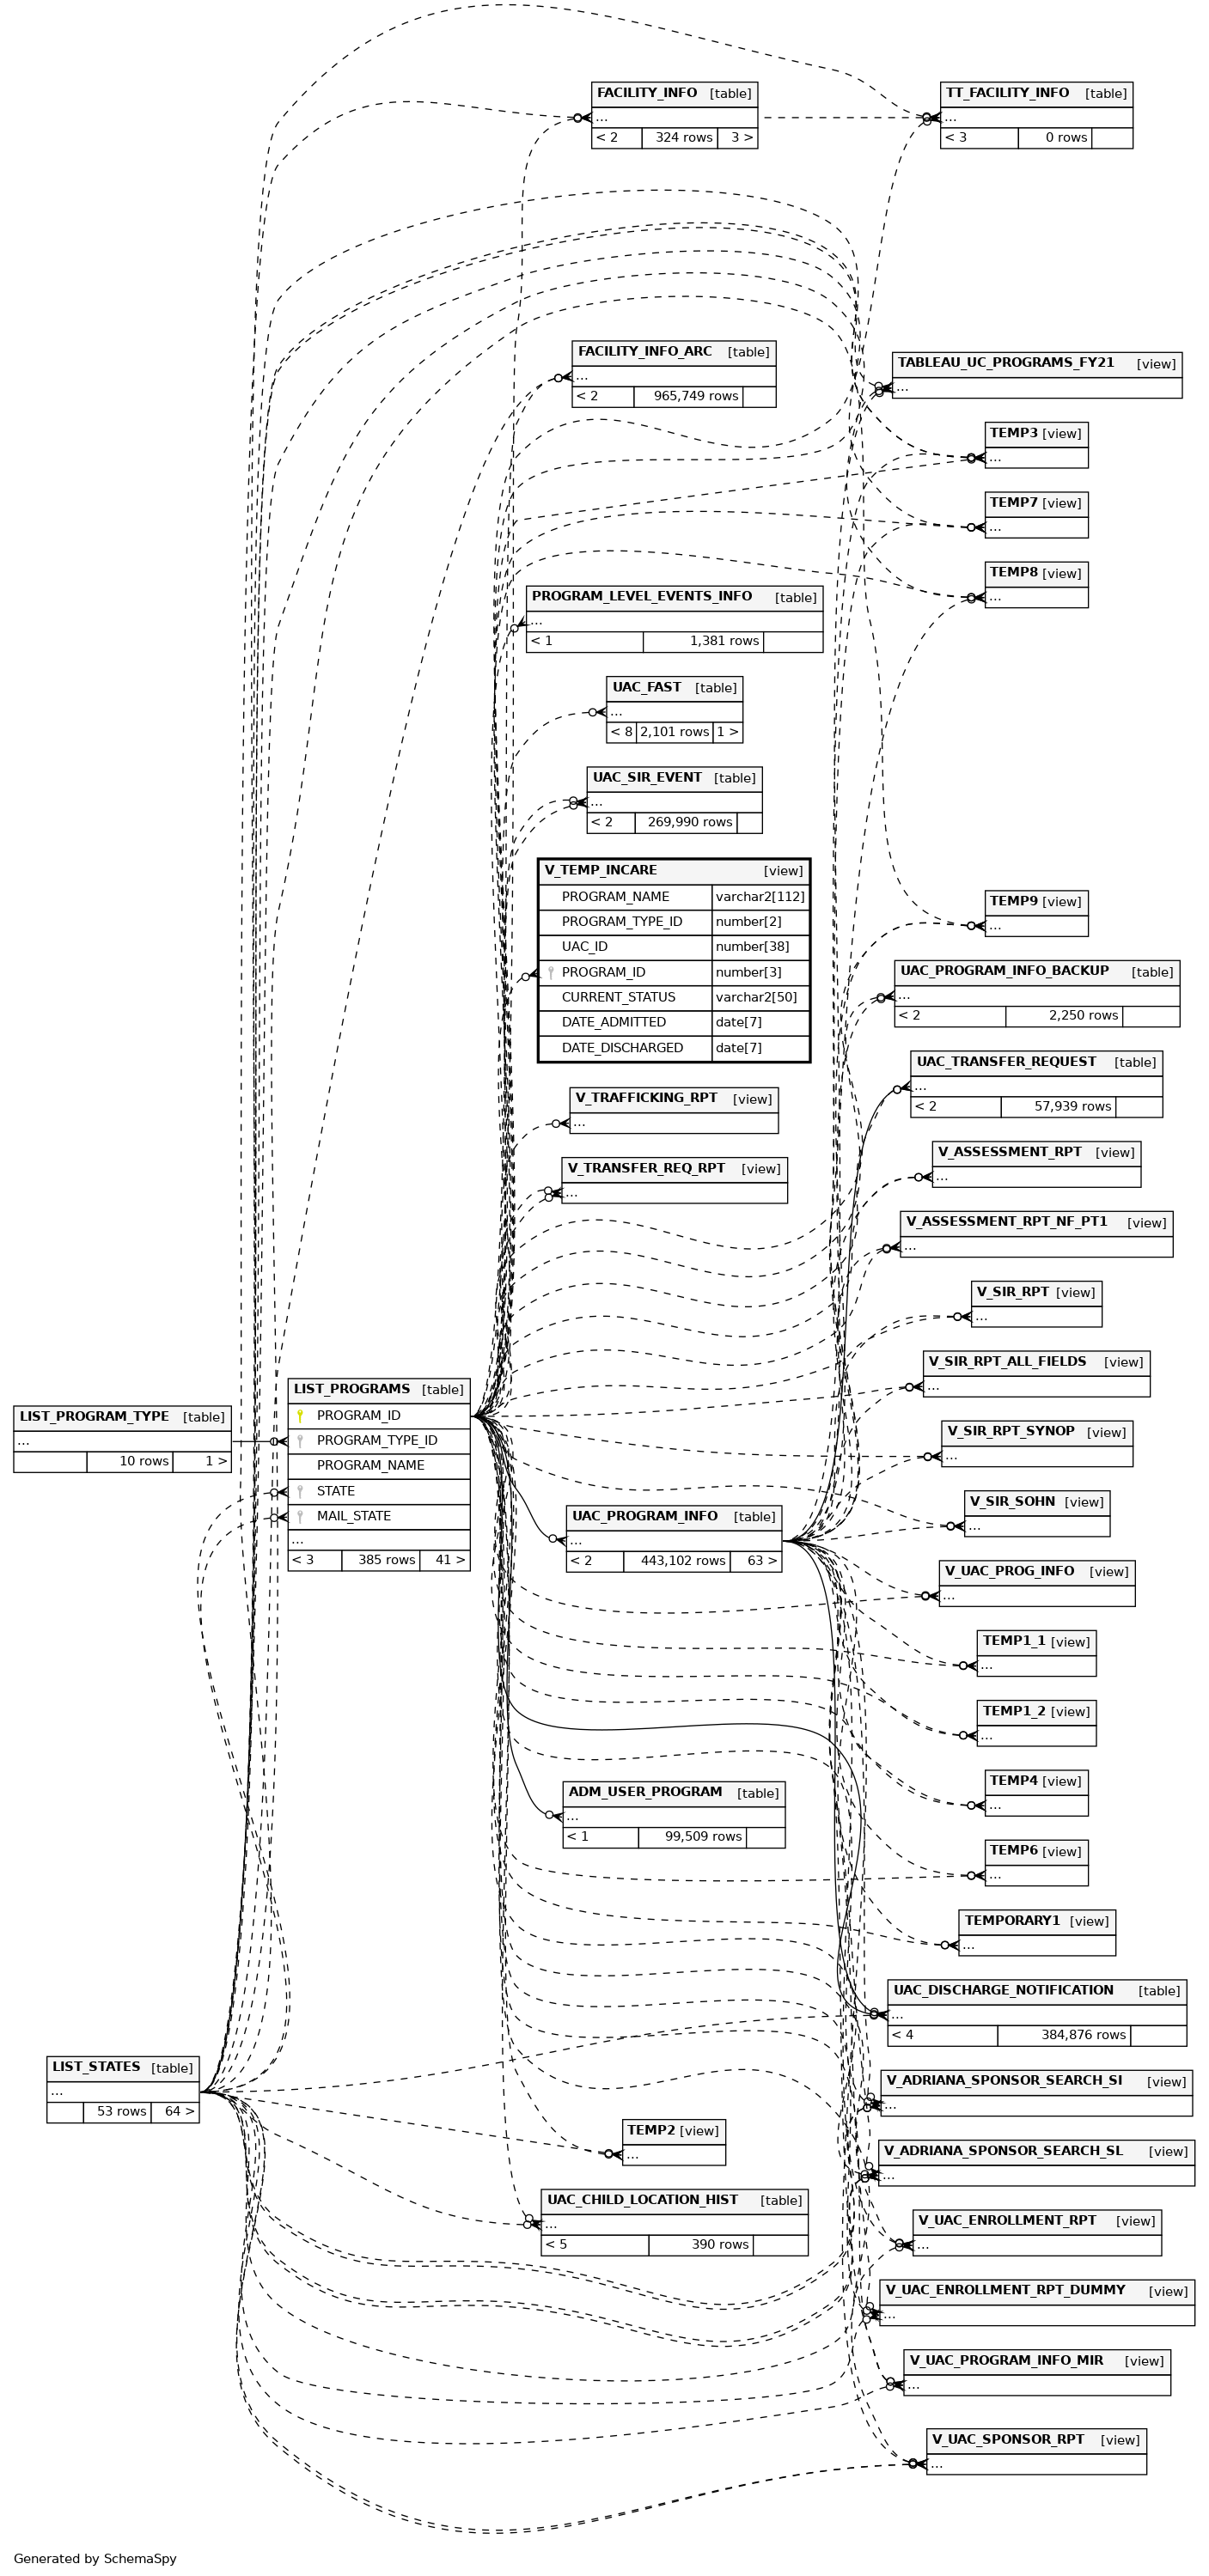 FACILITY_INFO [table]
...
< 2 324 rows 3 >
TT_FACILITY_INFO [table]
...
< 3 0 rows
FACILITY_INFO_ARC [table]
...
< 2 965,749 rows
TABLEAU_UC_PROGRAMS_FY21 [view]
...
TEMP3 [view]
...
TEMP7 [view]
...
TEMP8 [view]
...
PROGRAM_LEVEL_EVENTS_INFO [table]
...
< 1 1,381 rows
UAC_FAST [table]
...
< 8 2,101 rows 1 >
UAC_SIR_EVENT [table]
...
< 2 269,990 rows
V_TEMP_INCARE [view]
PROGRAM_NAME varchar2[112]
PROGRAM_TYPE_ID number[2]
UAC_ID number[38]
PROGRAM_ID number[3]
CURRENT_STATUS varchar2[50]
DATE_ADMITTED date[7]
DATE_DISCHARGED date[7]
TEMP9 [view]
...
UAC_PROGRAM_INFO_BACKUP [table]
...
< 2 2,250 rows
UAC_TRANSFER_REQUEST [table]
...
< 2 57,939 rows
V_TRAFFICKING_RPT [view]
...
V_ASSESSMENT_RPT [view]
...
V_TRANSFER_REQ_RPT [view]
...
V_ASSESSMENT_RPT_NF_PT1 [view]
...
V_SIR_RPT [view]
...
V_SIR_RPT_ALL_FIELDS [view]
...
LIST_PROGRAMS [table]
PROGRAM_ID
PROGRAM_TYPE_ID
PROGRAM_NAME
STATE
MAIL_STATE
...
< 3 385 rows 41 >
LIST_PROGRAM_TYPE [table]
...
10 rows 1 >
V_SIR_RPT_SYNOP [view]
...
V_SIR_SOHN [view]
...
UAC_PROGRAM_INFO [table]
...
< 2 443,102 rows 63 >
V_UAC_PROG_INFO [view]
...
TEMP1_1 [view]
...
TEMP1_2 [view]
...
TEMP4 [view]
...
ADM_USER_PROGRAM [table]
...
< 1 99,509 rows
TEMP6 [view]
...
TEMPORARY1 [view]
...
UAC_DISCHARGE_NOTIFICATION [table]
...
< 4 384,876 rows
LIST_STATES [table]
...
53 rows 64 >
V_ADRIANA_SPONSOR_SEARCH_SI [view]
...
TEMP2 [view]
...
V_ADRIANA_SPONSOR_SEARCH_SL [view]
...
UAC_CHILD_LOCATION_HIST [table]
...
< 5 390 rows
V_UAC_ENROLLMENT_RPT [view]
...
V_UAC_ENROLLMENT_RPT_DUMMY [view]
...
V_UAC_PROGRAM_INFO_MIR [view]
...
V_UAC_SPONSOR_RPT [view]
...
Generated by SchemaSpy